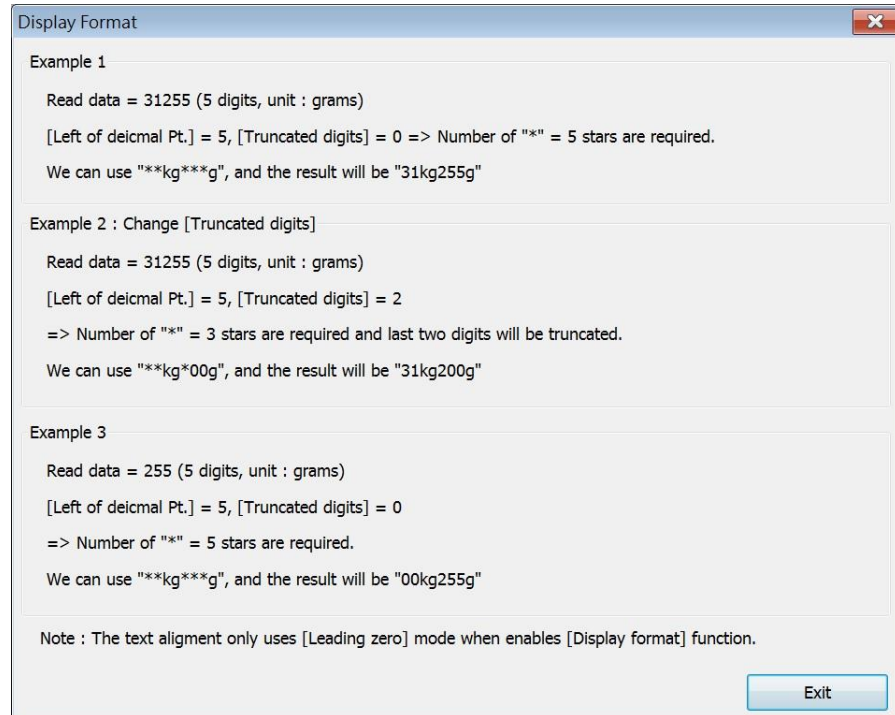 Display Format
Example 1
Read data = 31255 (5 digits, unit : grams)
[Left of deicmal Pt.] = 5, [Truncated digits] = 0 => Number of "*" = 5 stars are required.
We can use "**kg***g", and the result will be "31kg255g"
Example 2 : Change [Truncated digits]
Read data = 31255 (5 digits, unit : grams)
[Left of deicmal Pt.] = 5, [Truncated digits] = 2
=> Number of "*" = 3 stars are required and last two digits will be truncated.
We can use "**kg*00g", and the result will be "31kg200g"
Example 3
Read data = 255 (5 digits, unit : grams)
[Left of deicmal Pt.] = 5, [Truncated digits] = 0
=> Number of "*" = 5 stars are required.
We can use "**kg***g", and the result will be "00kg255g"
Note : The text aligment only uses [Leading zero] mode when enables [Display format] function.
Exit